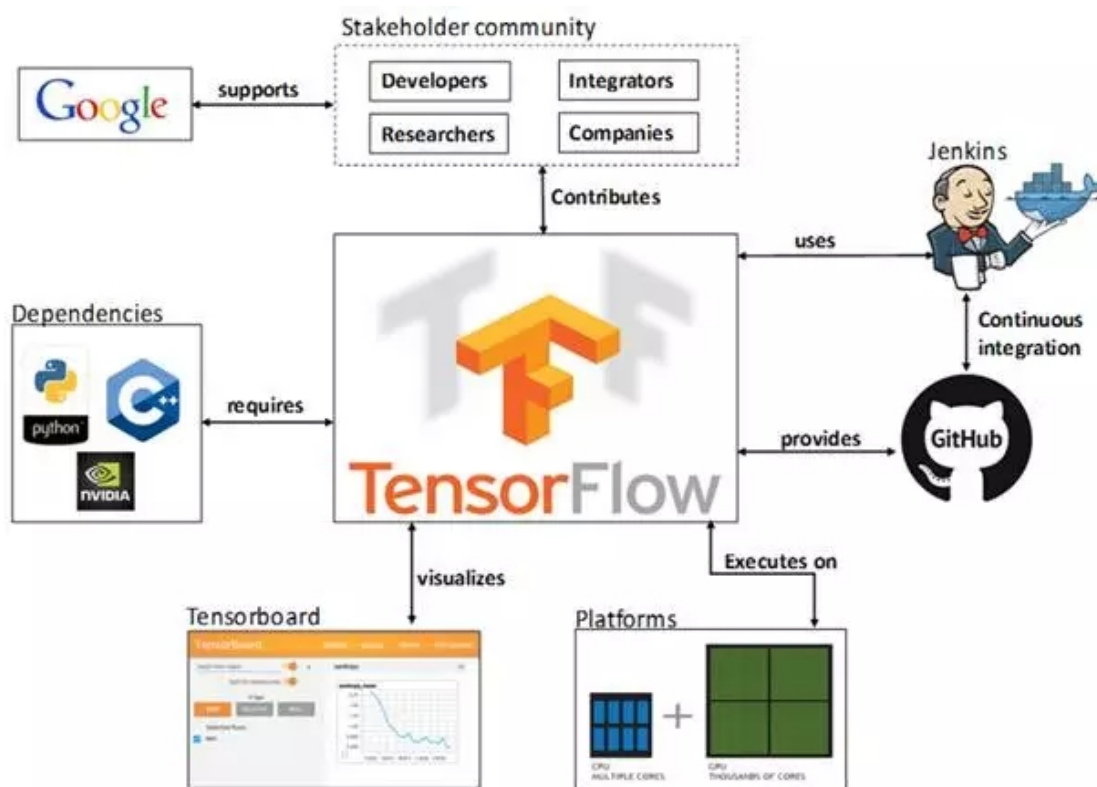 Stakeholder community
Google
supports
Developers
Integrators
Researchers
Companies
Jenkins
Contributes
uses
Dependencies
Continuous
integration
python
C++
requires
NVIDIA
TensorFlow
provides
GitHub
visualizes
Executes on
Tensorboard
Platforms
TensorBoard
CPU
MULTIPLE CORES
+
GPU
THOUSANDS OF CORES